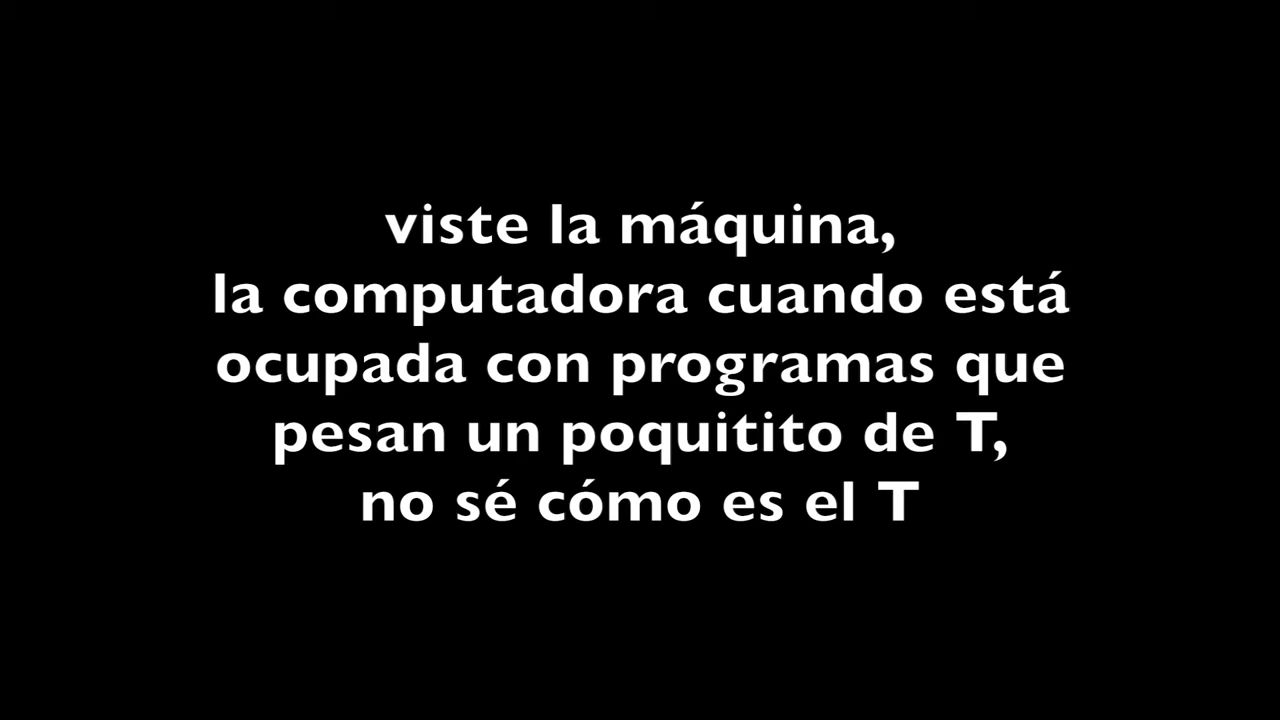 viste la máquina,
la computadora cuando está
ocupada con programas que
pesan un poquitito de T,
no sé cómo es el T